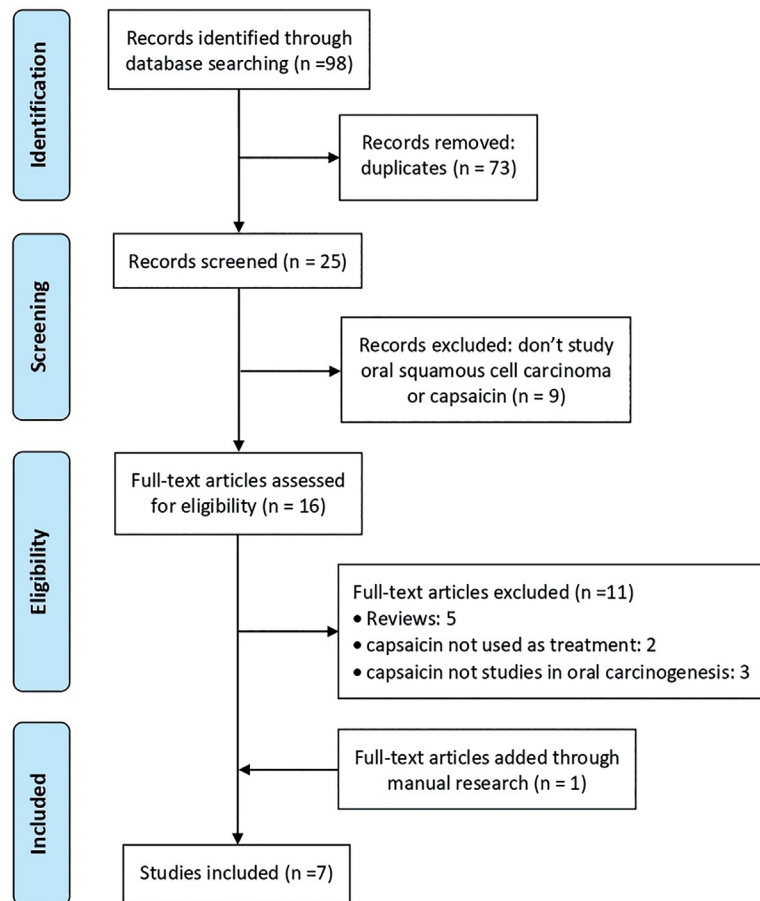 Identification
Records identified through
database searching (n =98)
Records removed:
duplicates (n = 73)
Screening
Records screened (n = 25)
Records excluded: don't study
oral squamous cell carcinoma
or capsaicin (n = 9)
Eligibility
Full-text articles assessed
for eligibility (n = 16)
Full-text articles excluded (n =11)
• Reviews: 5
• capsaicin not used as treatment: 2
• capsaicin not studies in oral carcinogenesis: 3
Included
Full-text articles added through
manual research (n = 1)
Studies included (n =7)